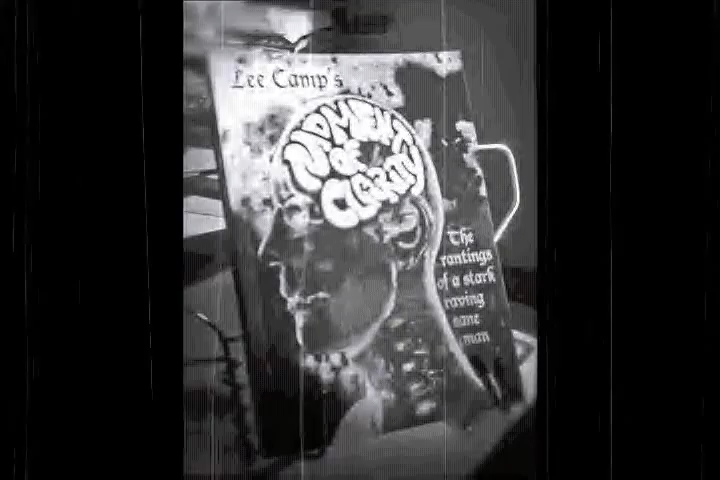 Lee Camp's
MOMENT
OF
CLARITY
The
rantings
of a stark
raving
sane
man